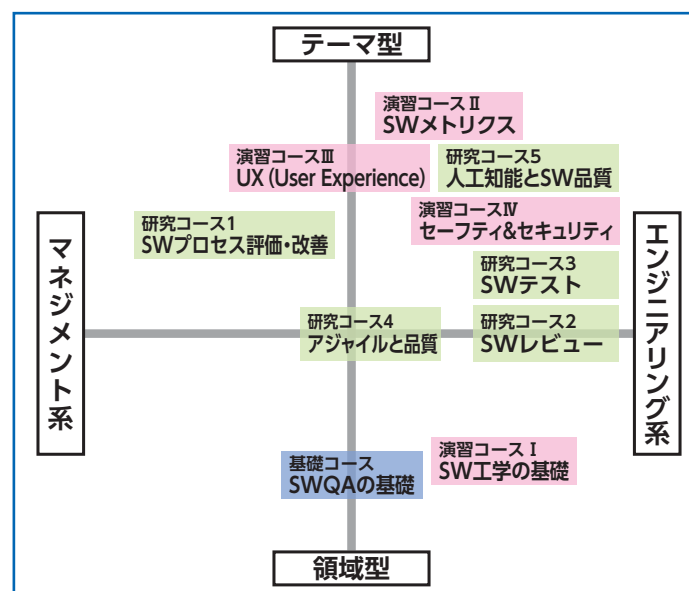 テーマ型
演習コースⅡ
SWメトリクス
演習コースⅢ
UX(User Experience)
研究コース5
人工知能とSW品質
演習コースⅣ
セーフティ&セキュリティ
研究コース1
SWプロセス評価・改善
マネジメント系
エンジニアリング系
研究コース3
SWテスト
研究コース4
アジャイルと品質
研究コース2
SWレビュー
基礎コース
SWQAの基礎
演習コースⅠ
SW工学の基礎
領域型